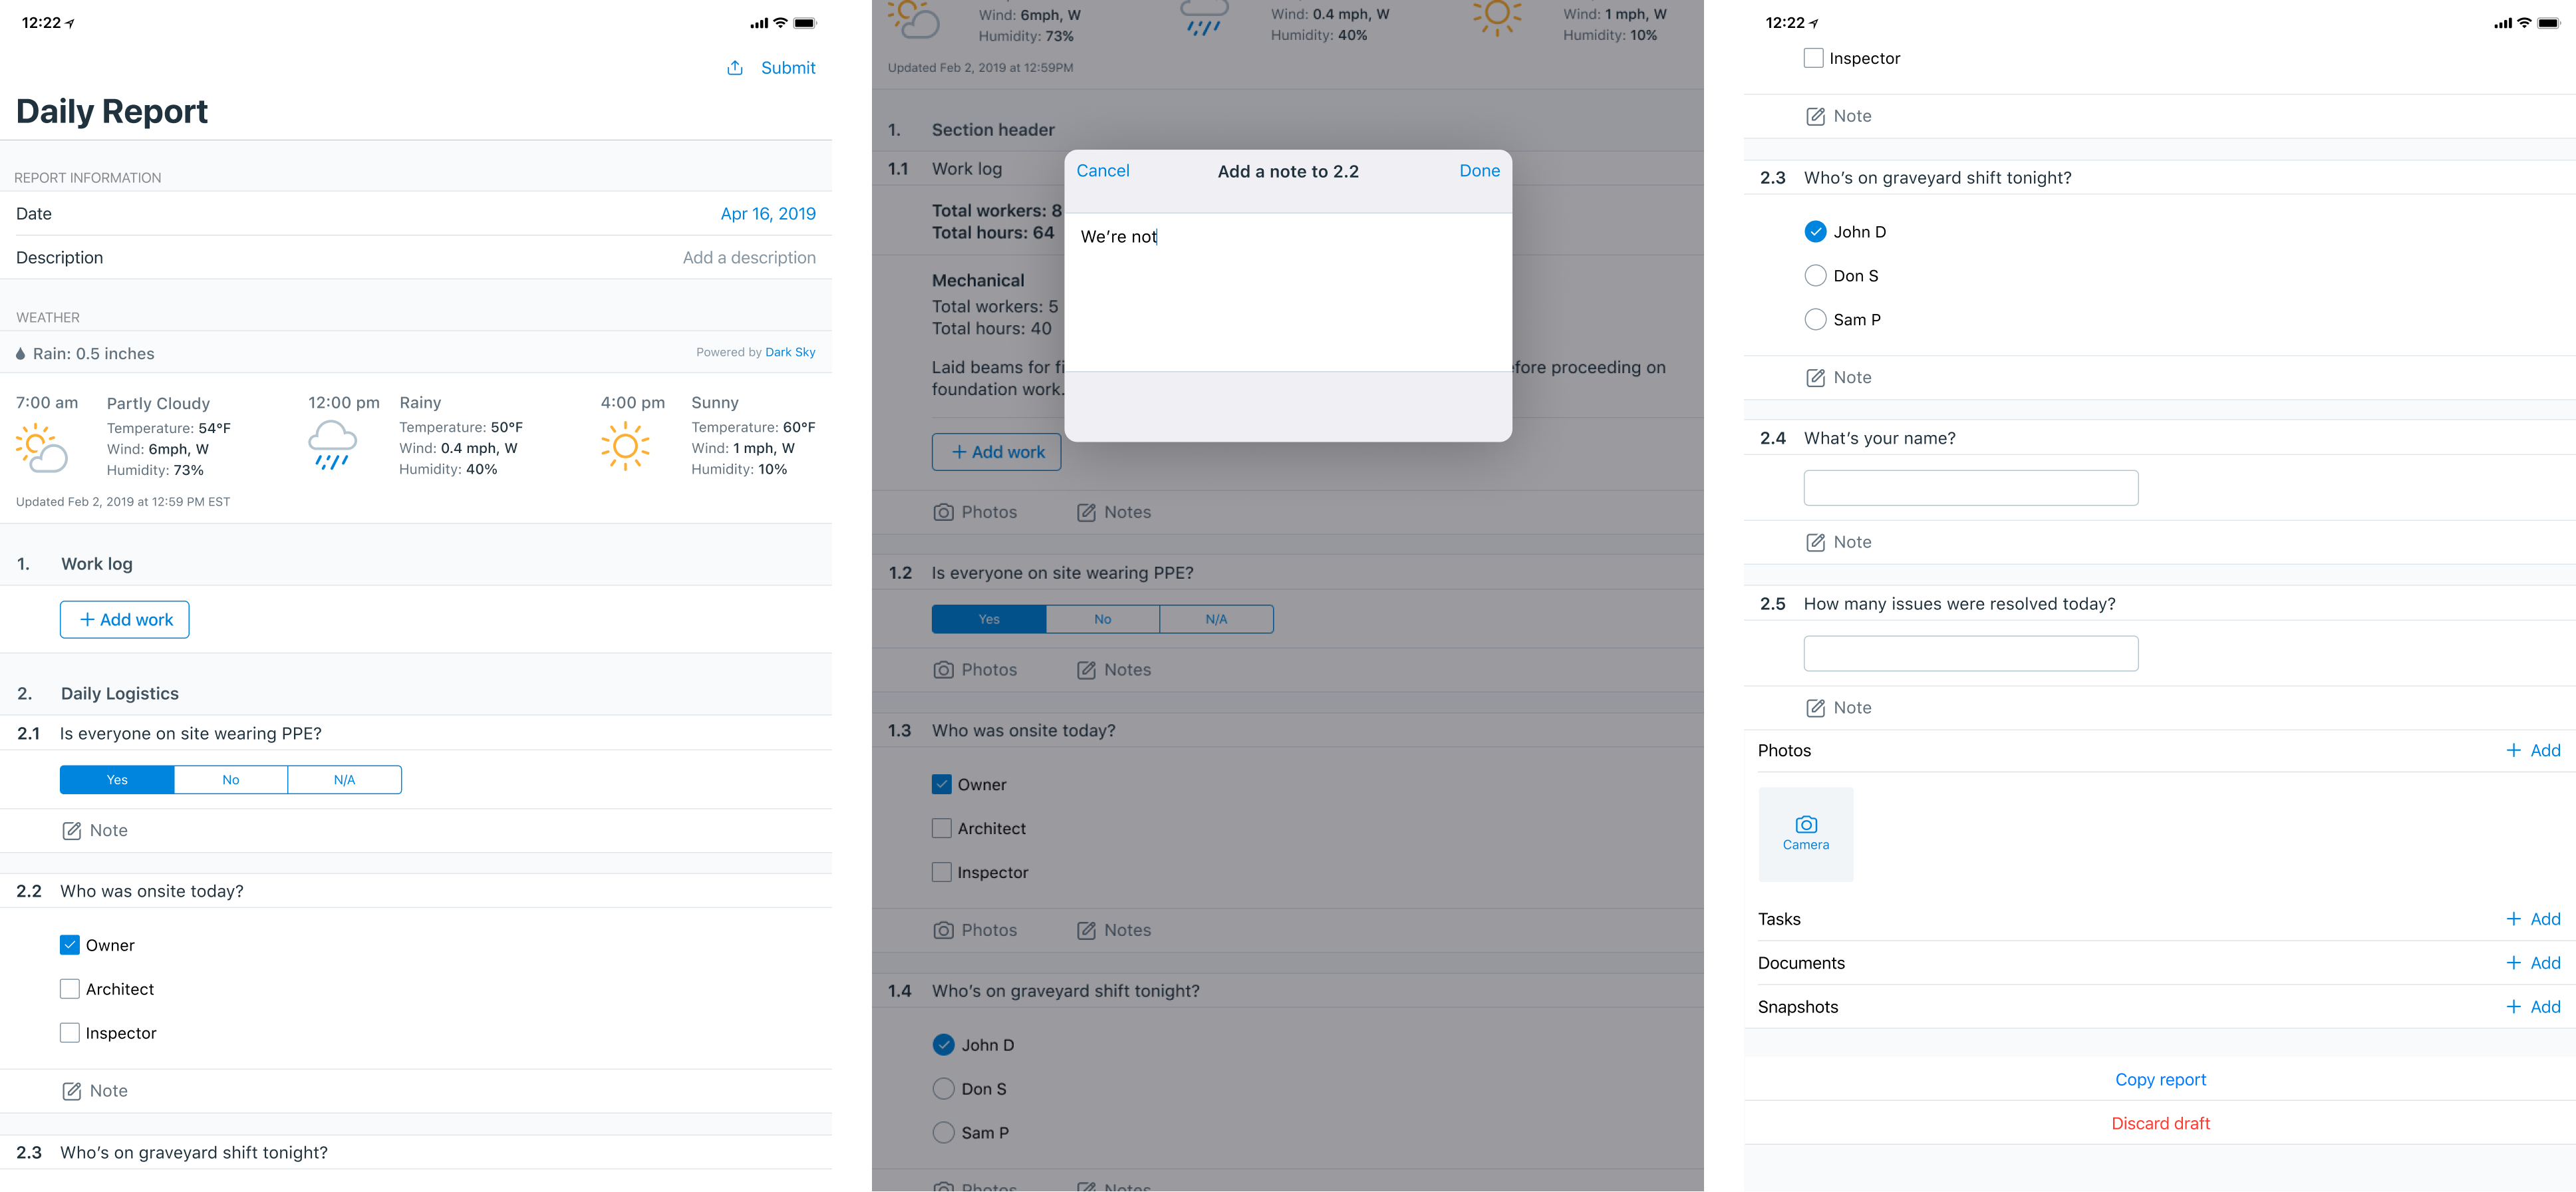 12:22
Submit
Daily Report
REPORT INFORMATION
Date Apr 16, 2019
Description Add a description
WEATHER
Rain: 0.5 inches Powered by Dark Sky
7:00 am Partly Cloudy
Temperature: 54°F
Wind: 6mph, W
Humidity: 73%
12:00 pm Rainy
Temperature: 50°F
Wind: 0.4 mph, W
Humidity: 40%
4:00 pm Sunny
Temperature: 60°F
Wind: 1 mph, W
Humidity: 10%
Updated Feb 2, 2019 at 12:59 PM EST
1. Work log
+ Add work
2. Daily Logistics
2.1 Is everyone on site wearing PPE?
Yes No N/A
Note
2.2 Who was onsite today?
Owner
Architect
Inspector
Note
2.3 Who's on graveyard shift tonight?
Wind: 6mph, W
Humidity: 73%
Wind: 0.4 mph, W
Humidity: 40%
Wind: 1 mph, W
Humidity: 10%
Updated Feb 2, 2019 at 12:59PM
1. Section header
1.1 Work log
Total workers: 8
Total hours: 64
Mechanical
Total workers: 5
Total hours: 40
Laid beams for fi
efore proceeding on
foundation work.
+ Add work
Photos Notes
1.2 Is everyone on site wearing PPE?
Yes No N/A
Photos Notes
1.3 Who was onsite today?
Owner
Architect
Inspector
Photos Notes
1.4 Who's on graveyard shift tonight?
John D
Don S
Sam P
Photos Notes
Cancel Add a note to 2.2 Done
We're not
12:22
Inspector
Note
2.3 Who's on graveyard shift tonight?
John D
Don S
Sam P
Note
2.4 What's your name?
Note
2.5 How many issues were resolved today?
Note
Photos + Add
Camera
Tasks + Add
Documents + Add
Snapshots + Add
Copy report
Discard draft